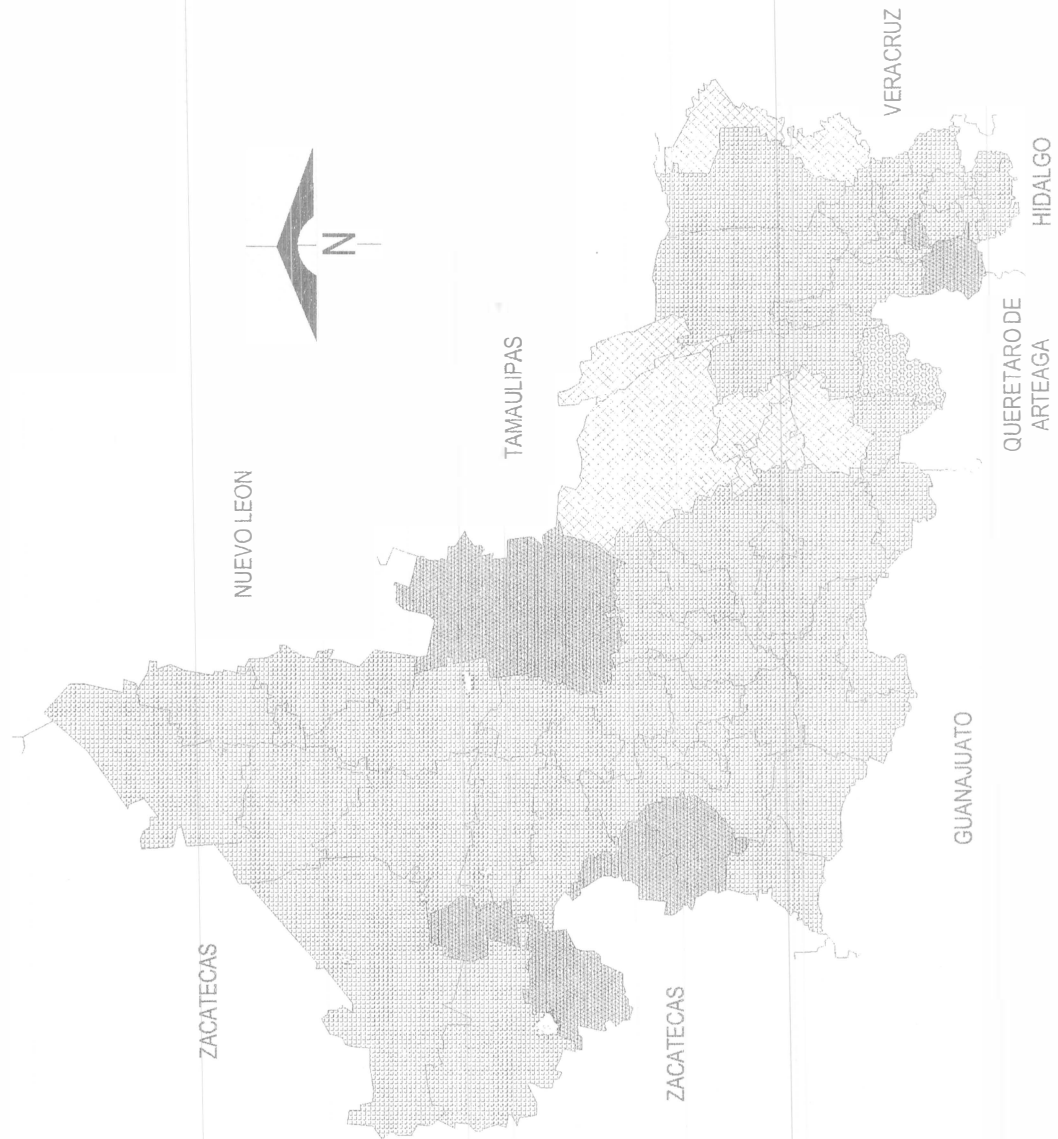 VERACRUZ
N
HIDALGO
TAMAULIPAS
QUERETARO DE
ARTEAGA
NUEVO LEON
GUANAJUATO
ZACATECAS
ZACATECAS